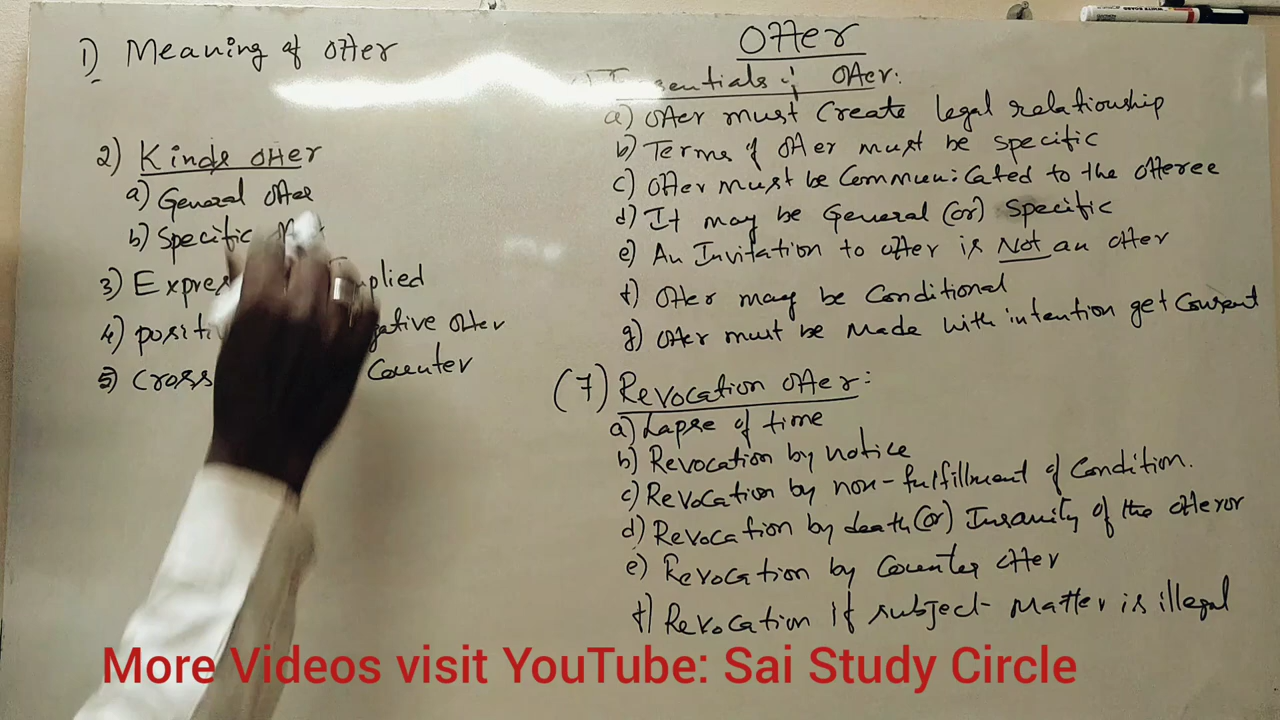 Offer
1) Meaning of offer
2) Kinds offer
a) General offer
b) Specific
3) Expres
4) positi
ative offer
5) Cross
Counter
Offer:
a) Offer must Create legal relationship
b) Terms of offer must be specific
c) Offer must be Communicated to the offeree
d) It may be General (or) Specific
e) An Invitation to offer is Not an offer
f) Offer may be Conditional
g) Offer must be Made with intention get Consent
(7) Revocation offer:
a) Lapse of time
b) Revocation by notice
c) Revocation by non-fulfillment of Condition.
d) Revocation by death (or) Insanity of the offeror
e) Revocation by Counter offer
f) Revocation if subject-Matter is illegal
More Videos visit YouTube: Sai Study Circle